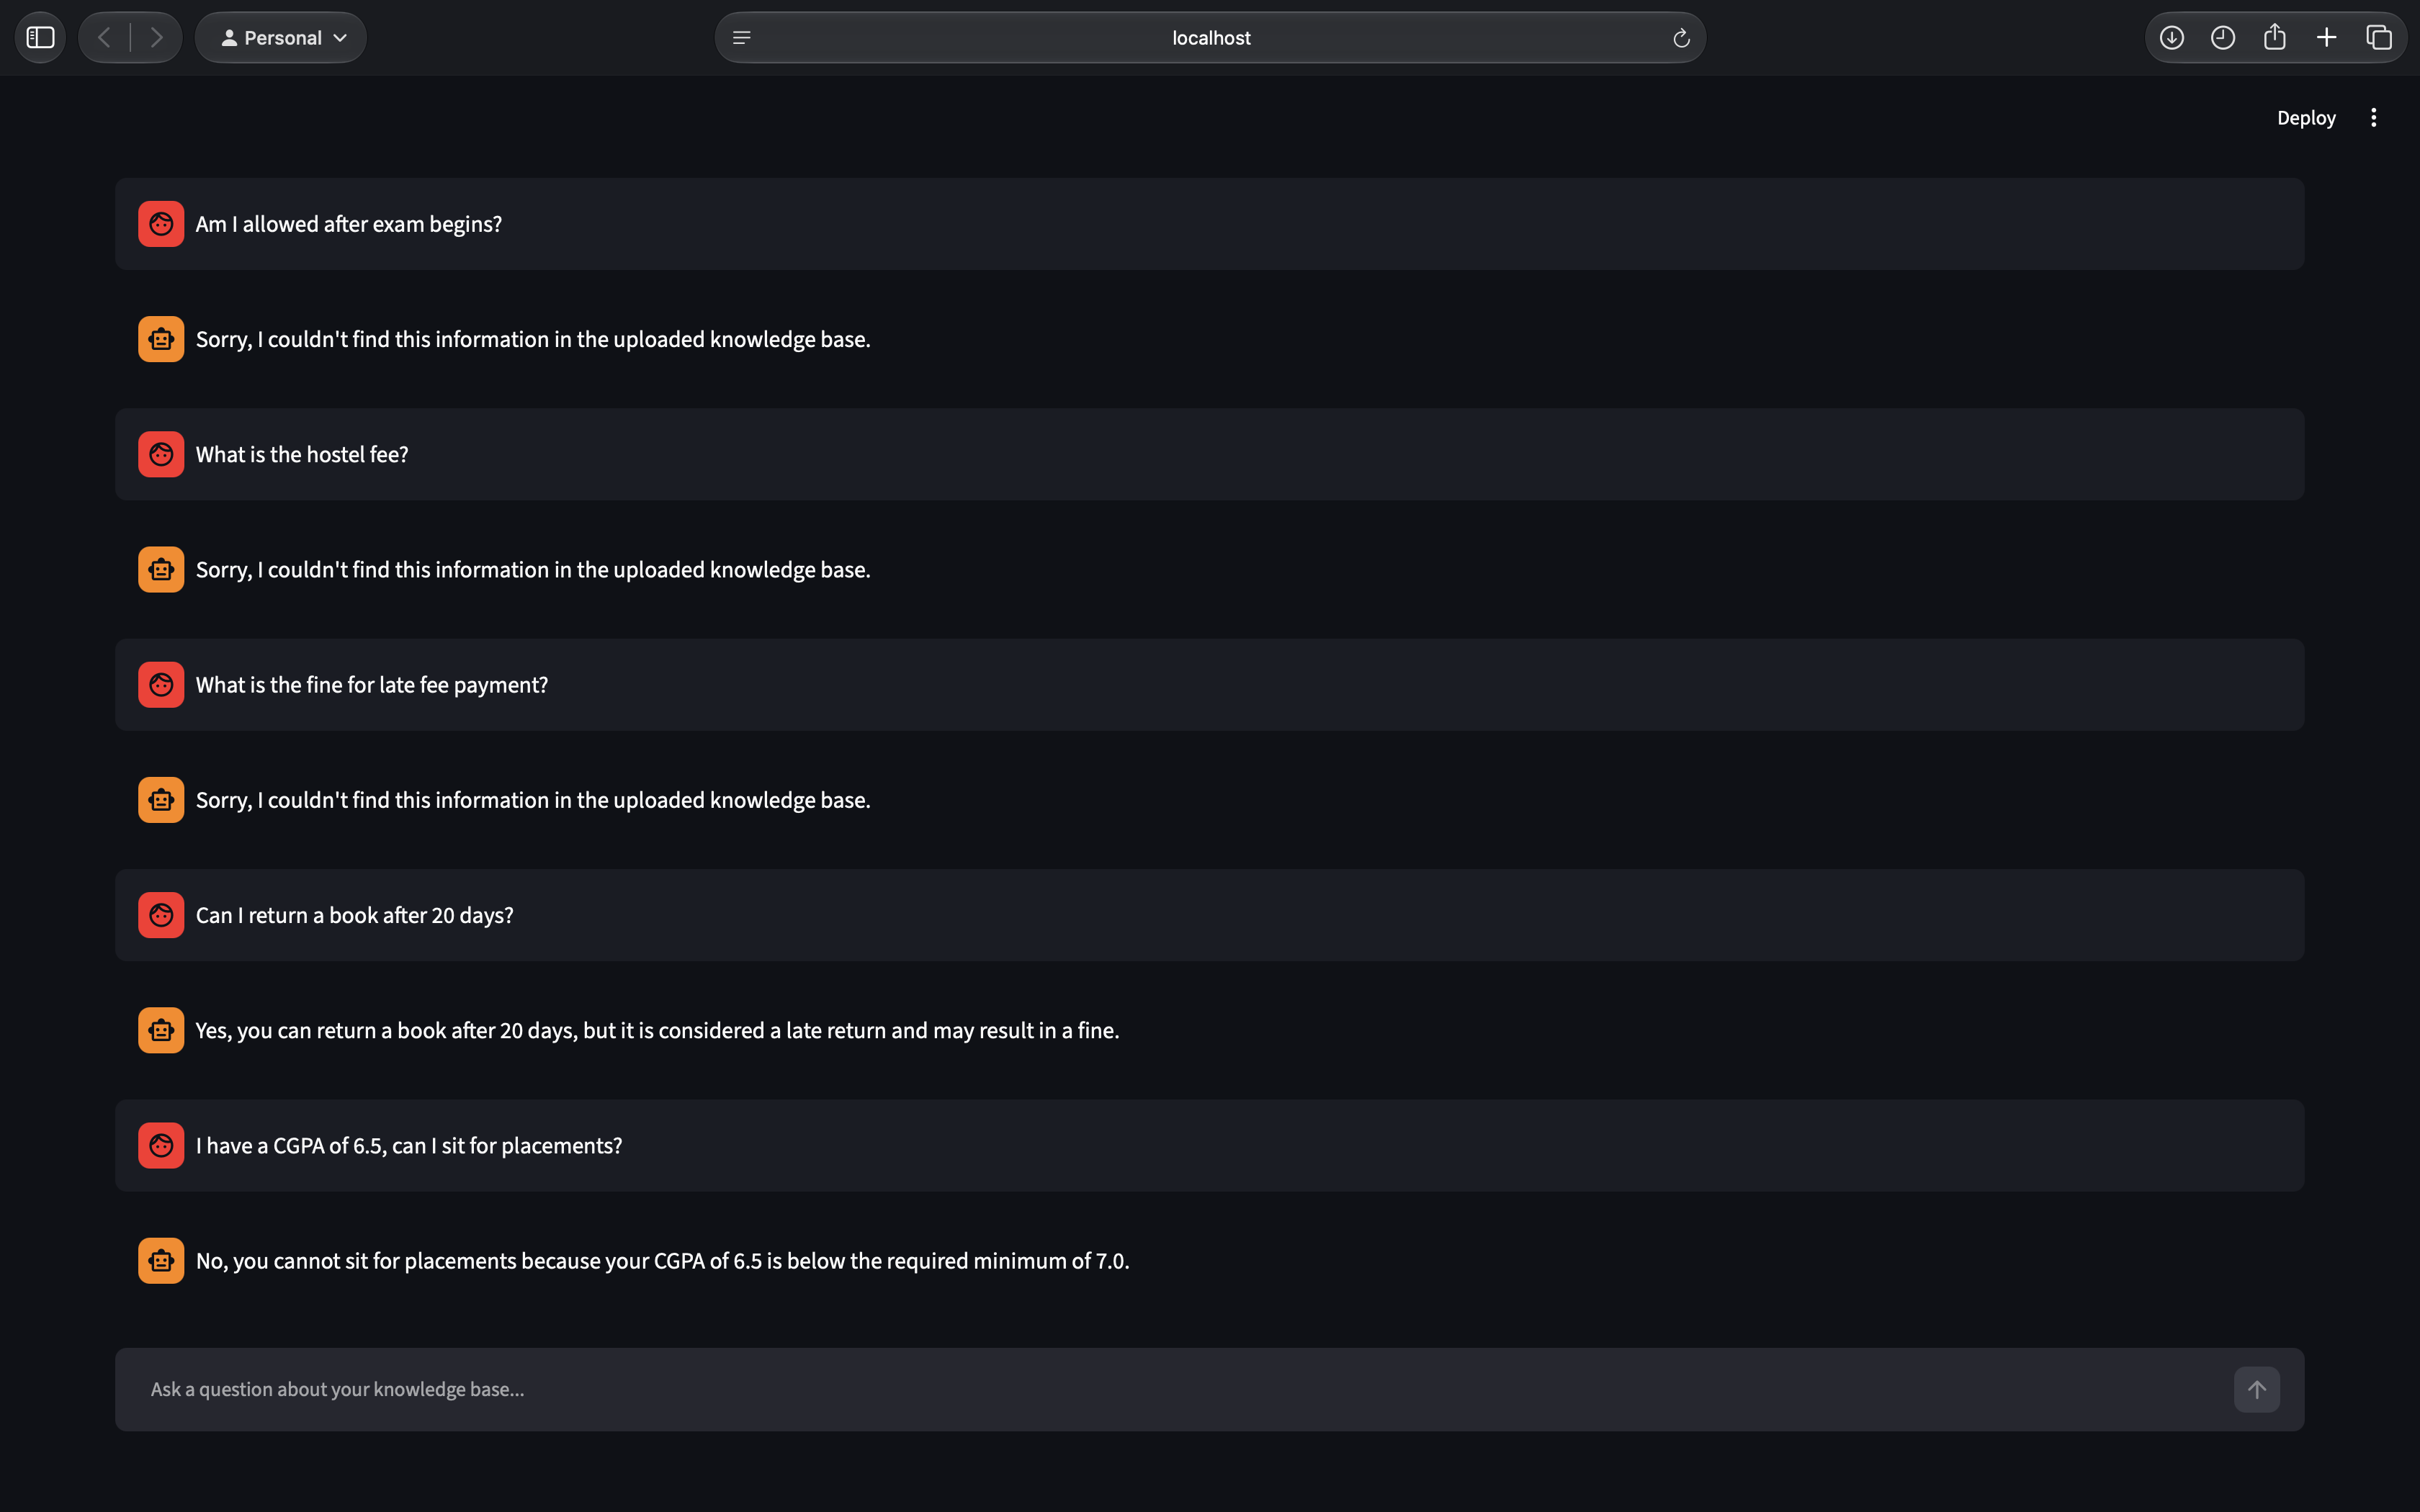 Personal
localhost
Deploy
Am I allowed after exam begins?
Sorry, I couldn't find this information in the uploaded knowledge base.
What is the hostel fee?
Sorry, I couldn't find this information in the uploaded knowledge base.
What is the fine for late fee payment?
Sorry, I couldn't find this information in the uploaded knowledge base.
Can I return a book after 20 days?
Yes, you can return a book after 20 days, but it is considered a late return and may result in a fine.
I have a CGPA of 6.5, can I sit for placements?
No, you cannot sit for placements because your CGPA of 6.5 is below the required minimum of 7.0.
Ask a question about your knowledge base...